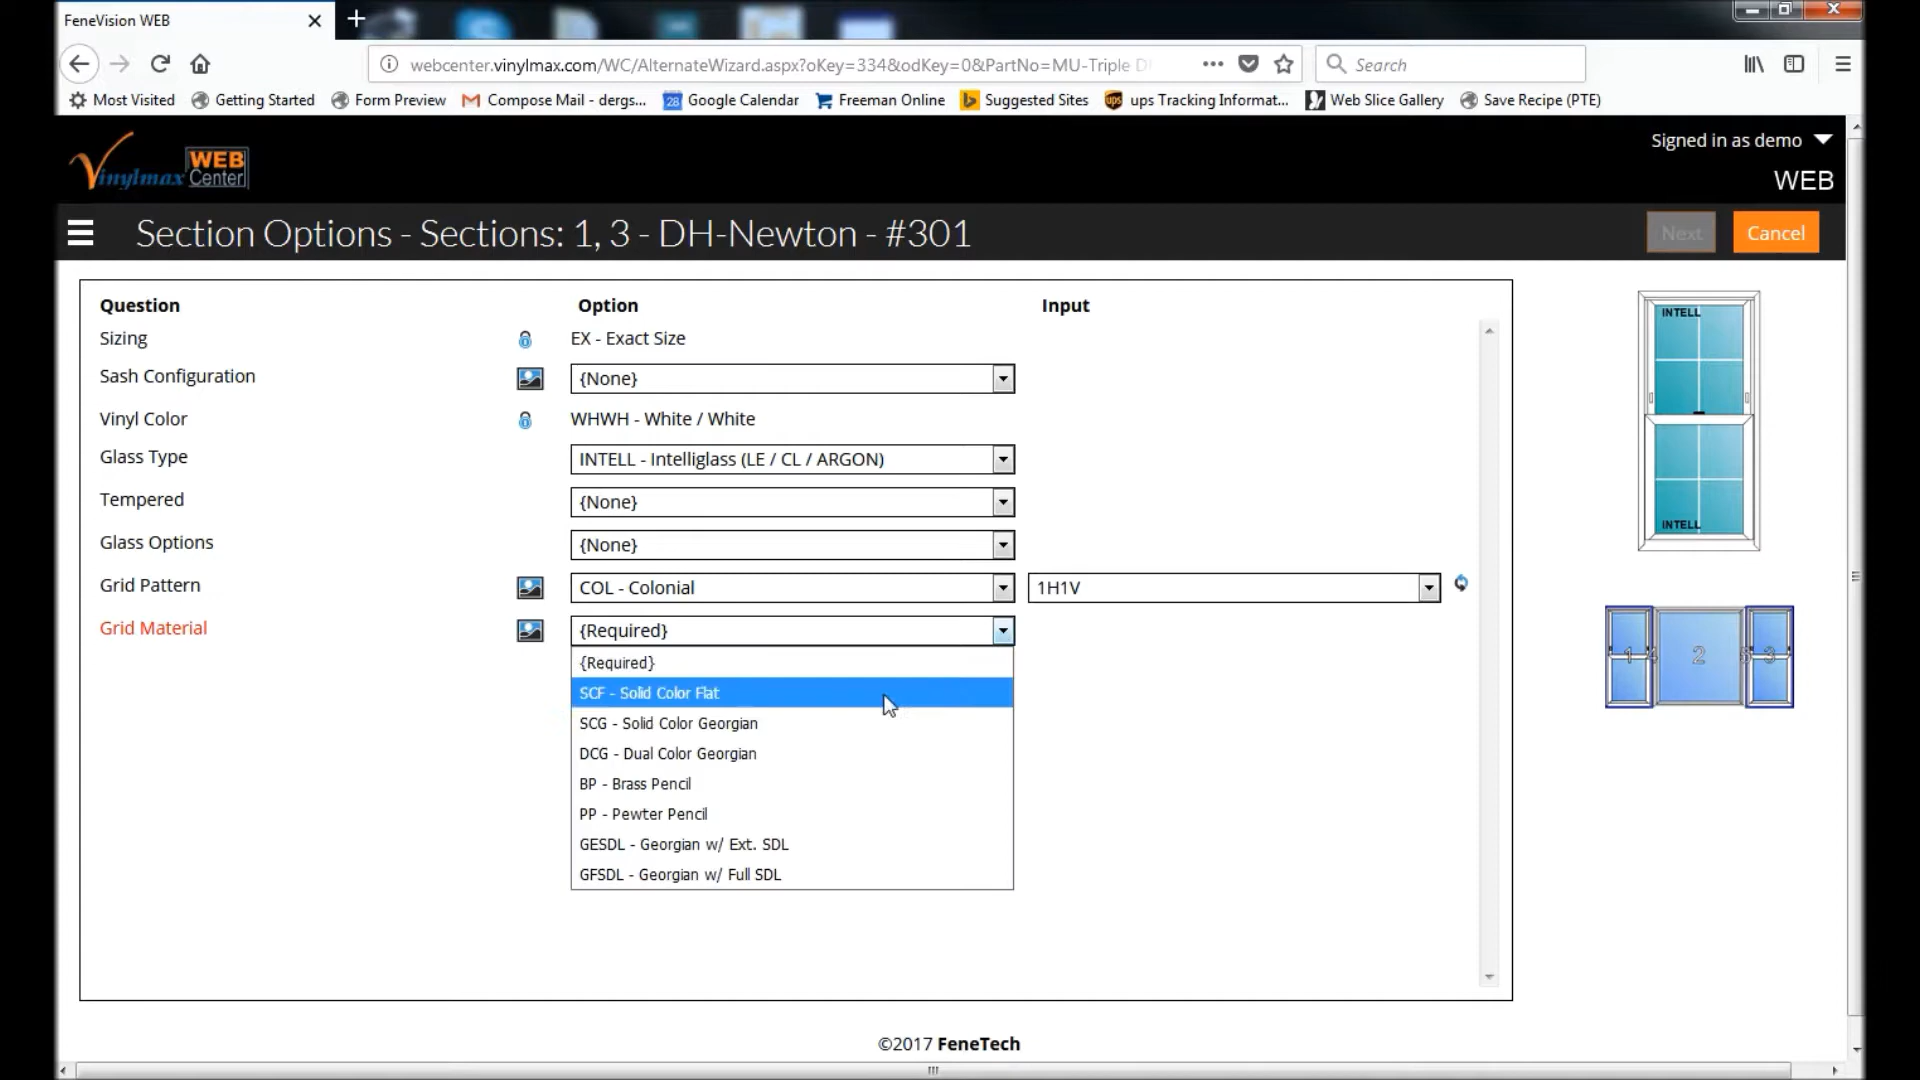 FeneVision WEB
webcenter.vinylmax.com/WC/AlternateWizard.aspx?oKey=334&odKey=0&PartNo=MU-Triple D
Search
Most Visited
Getting Started
Form Preview
Compose Mail - dergs...
28
Google Calendar
Freeman Online
Suggested Sites
ups
ups Tracking Informat...
Web Slice Gallery
Save Recipe (PTE)
Vinylmax WEB Center
Signed in as demo
WEB
Section Options - Sections: 1, 3 - DH-Newton - #301
Next
Cancel
Question
Option
Input
Sizing
EX - Exact Size
Sash Configuration
{None}
Vinyl Color
WHWH - White / White
Glass Type
INTELL - Intelliglass (LE / CL / ARGON)
Tempered
{None}
Glass Options
{None}
Grid Pattern
COL - Colonial
1H1V
Grid Material
{Required}
{Required}
SCF - Solid Color Flat
SCG - Solid Color Georgian
DCG - Dual Color Georgian
BP - Brass Pencil
PP - Pewter Pencil
GESDL - Georgian w/ Ext. SDL
GFSDL - Georgian w/ Full SDL
INTELL
INTELL
1
2
3
©2017 FeneTech